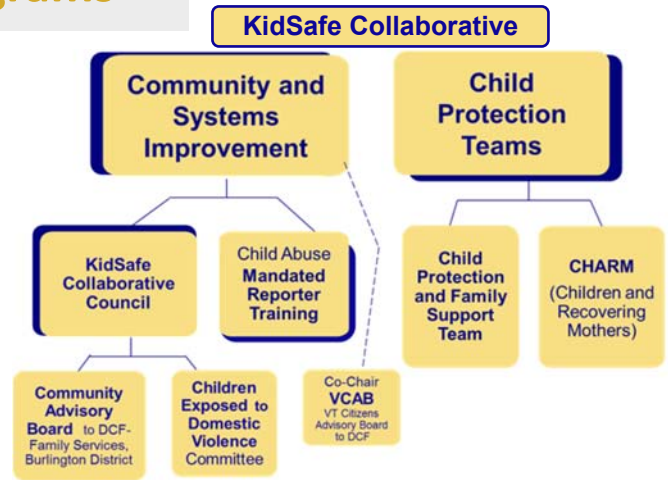 grams
KidSafe Collaborative
Community and
Systems
Improvement
Child
Protection
Teams
KidSafe
Collaborative
Council
Child Abuse
Mandated
Reporter
Training
Child
Protection
and Family
Support
Team
CHARM
(Children and
Recovering
Mothers)
Community
Advisory
Board to DCF-
Family Services,
Burlington District
Children
Exposed to
Domestic
Violence
Committee
Co-Chair
VCAB
VT Citizens
Advisory Board
to DCF